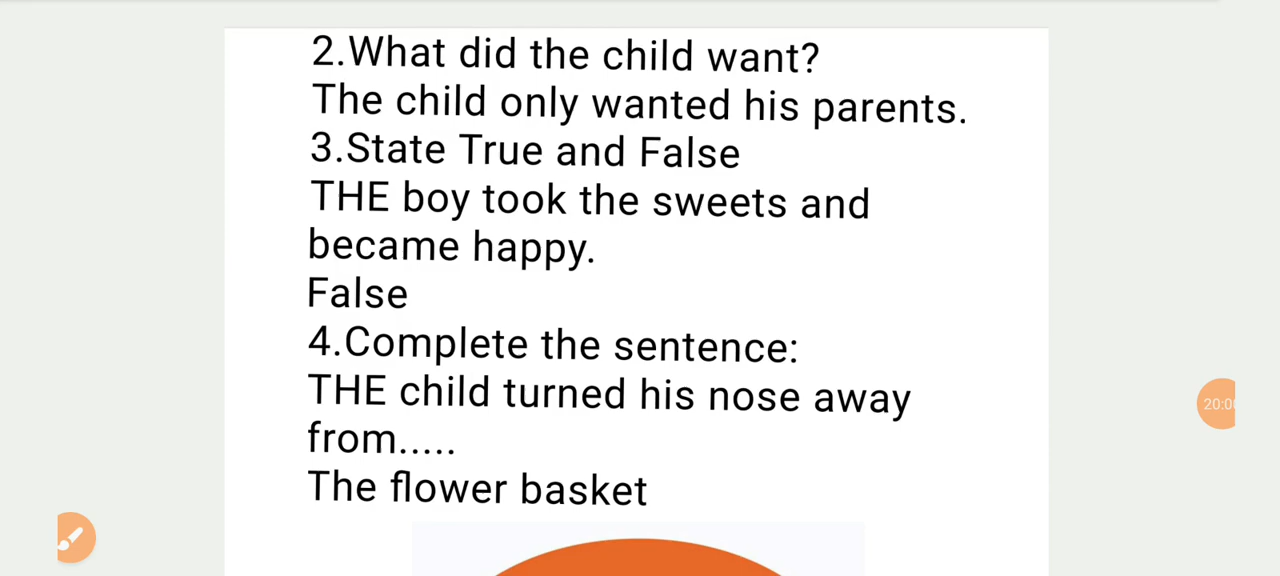 2.What did the child want?
The child only wanted his parents.
3.State True and False
THE boy took the sweets and
became happy.
False
4.Complete the sentence:
THE child turned his nose away
from.....
The flower basket